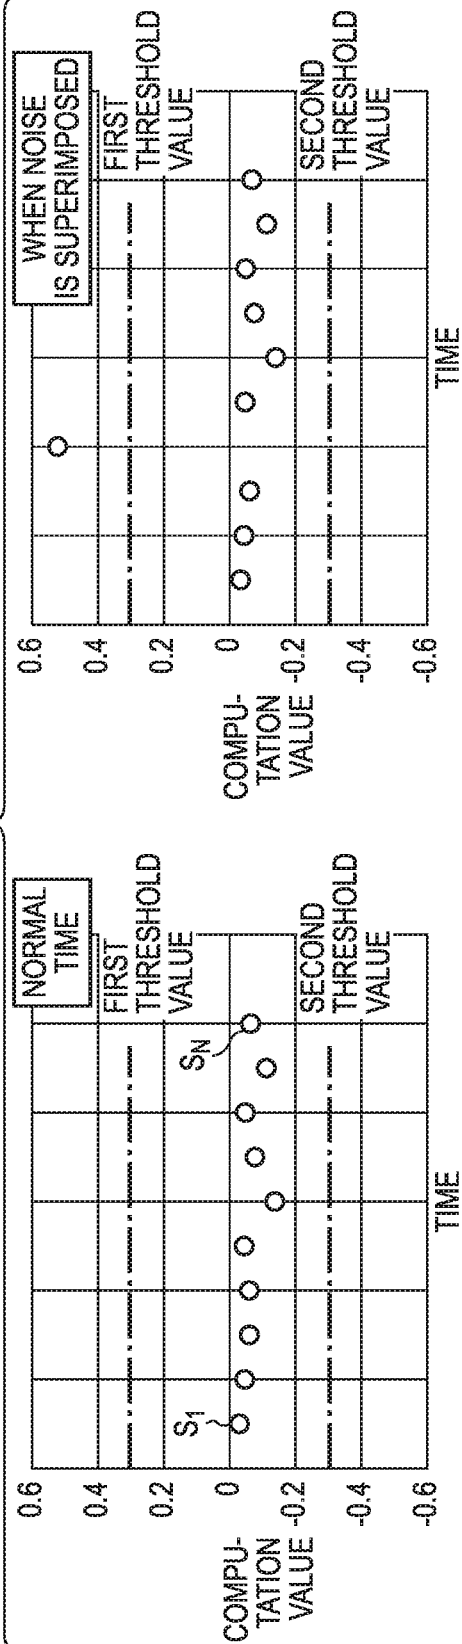 NORMAL
TIME
0.6
0.4
0.2
0
-0.2
-0.4
-0.6
COMPU-
TATION
VALUE
FIRST
THRESHOLD
VALUE
SECOND
THRESHOLD
VALUE
S1
SN
TIME
WHEN NOISE
IS SUPERIMPOSED
0.6
0.4
0.2
0
-0.2
-0.4
-0.6
COMPU-
TATION
VALUE
FIRST
THRESHOLD
VALUE
SECOND
THRESHOLD
VALUE
TIME